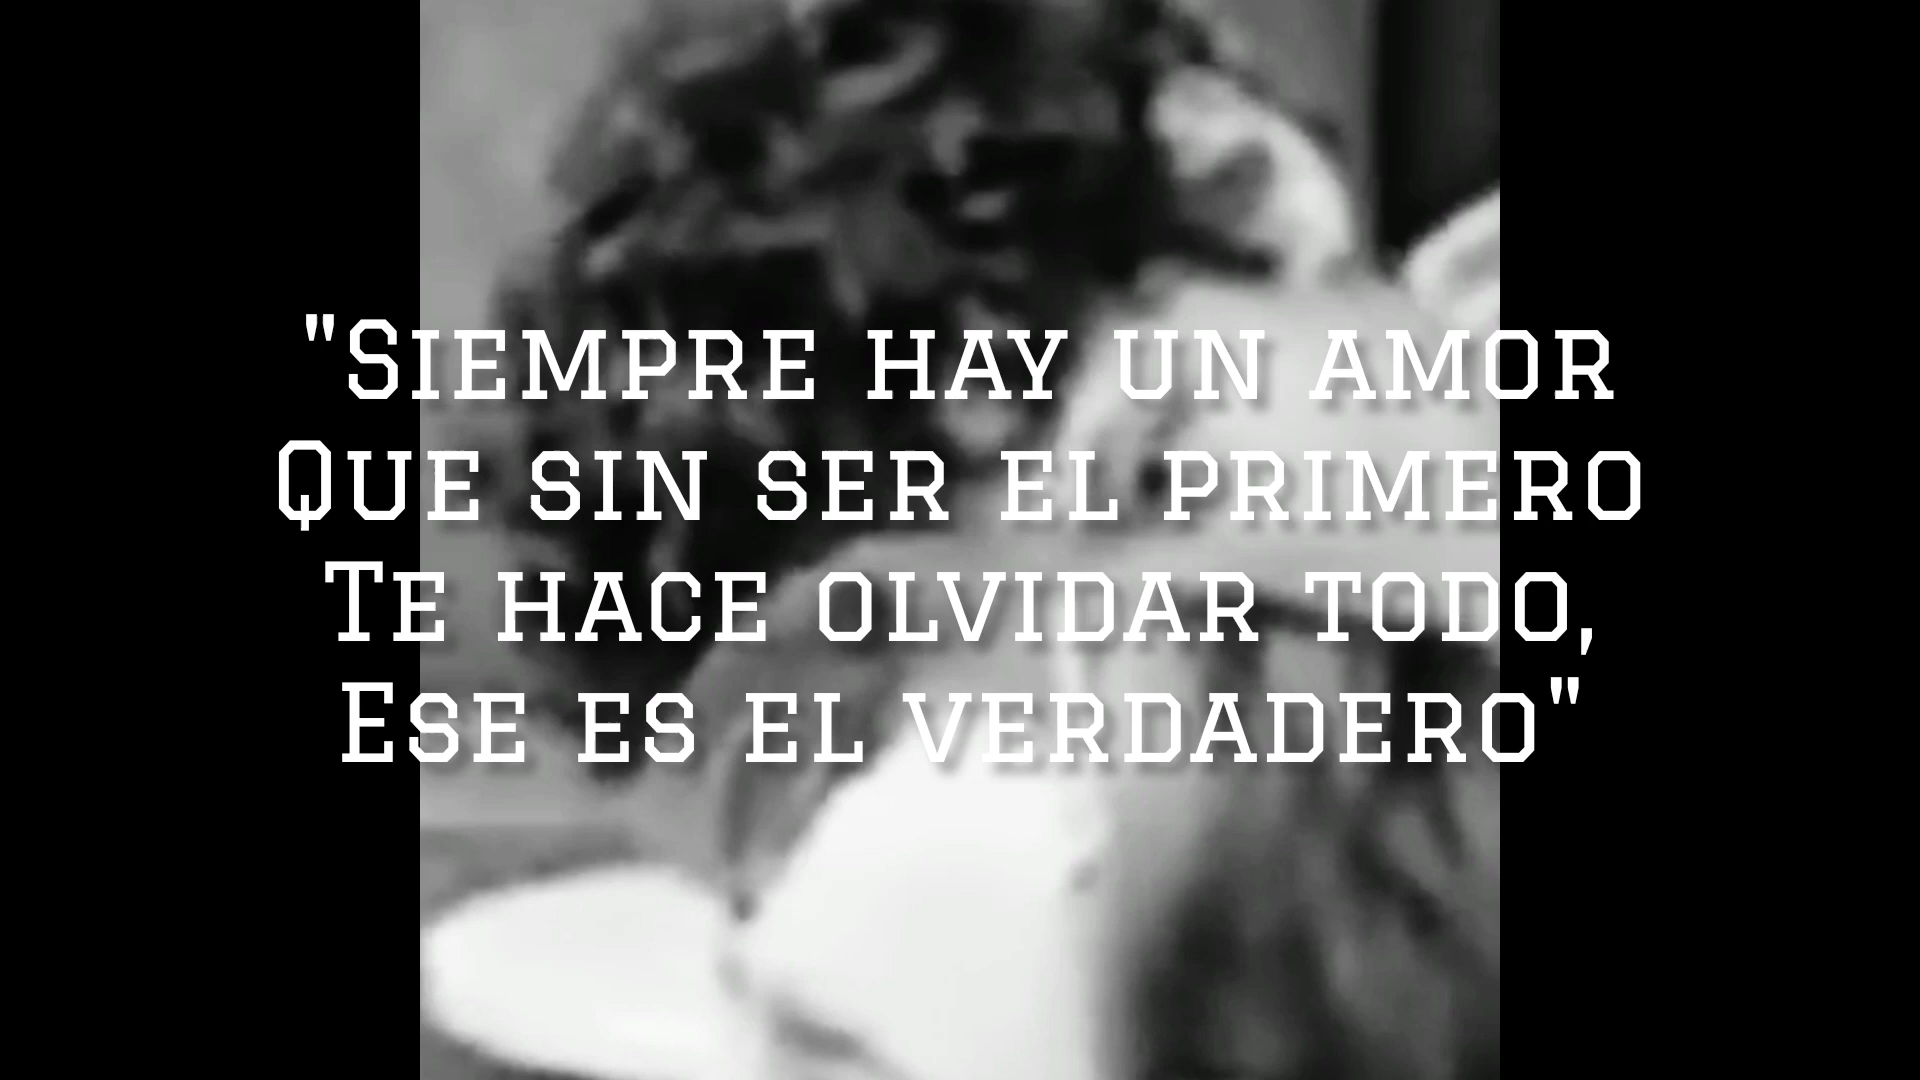 "Siempre hay un amor
Que sin ser el primero
Te hace olvidar todo,
Ese es el verdadero"